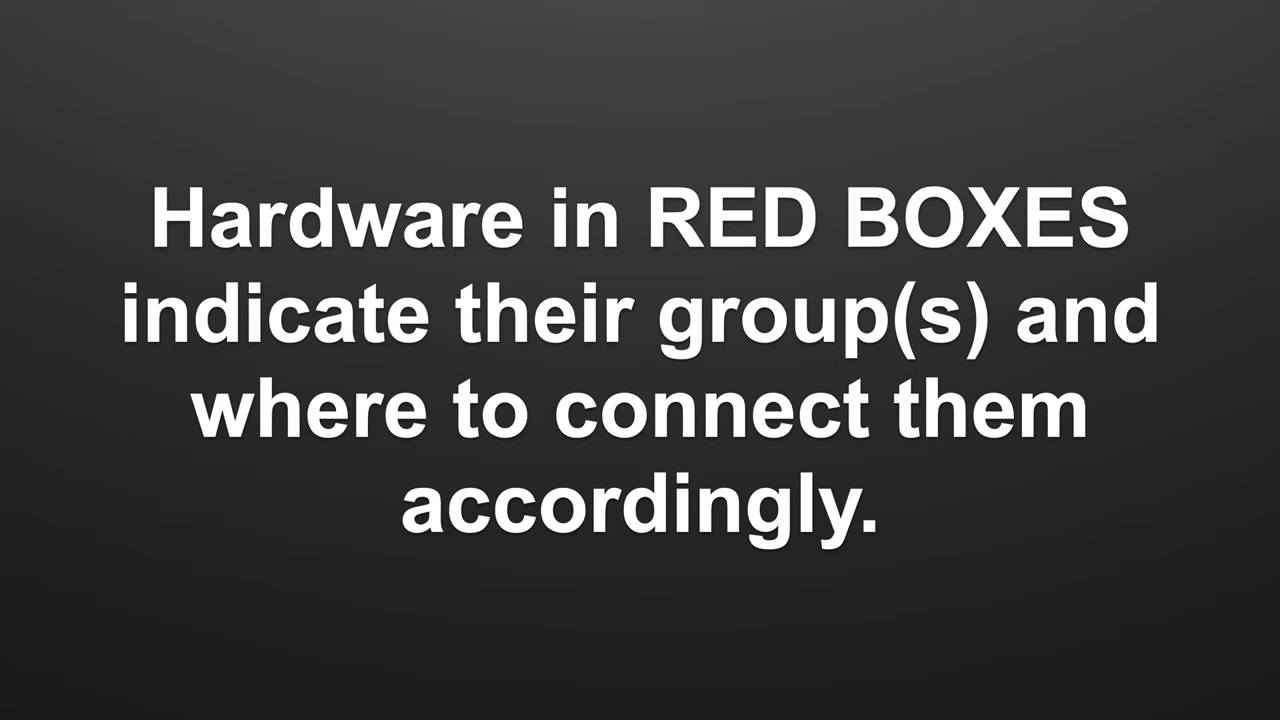 Hardware in RED BOXES
indicate their group(s) and
where to connect them
accordingly.